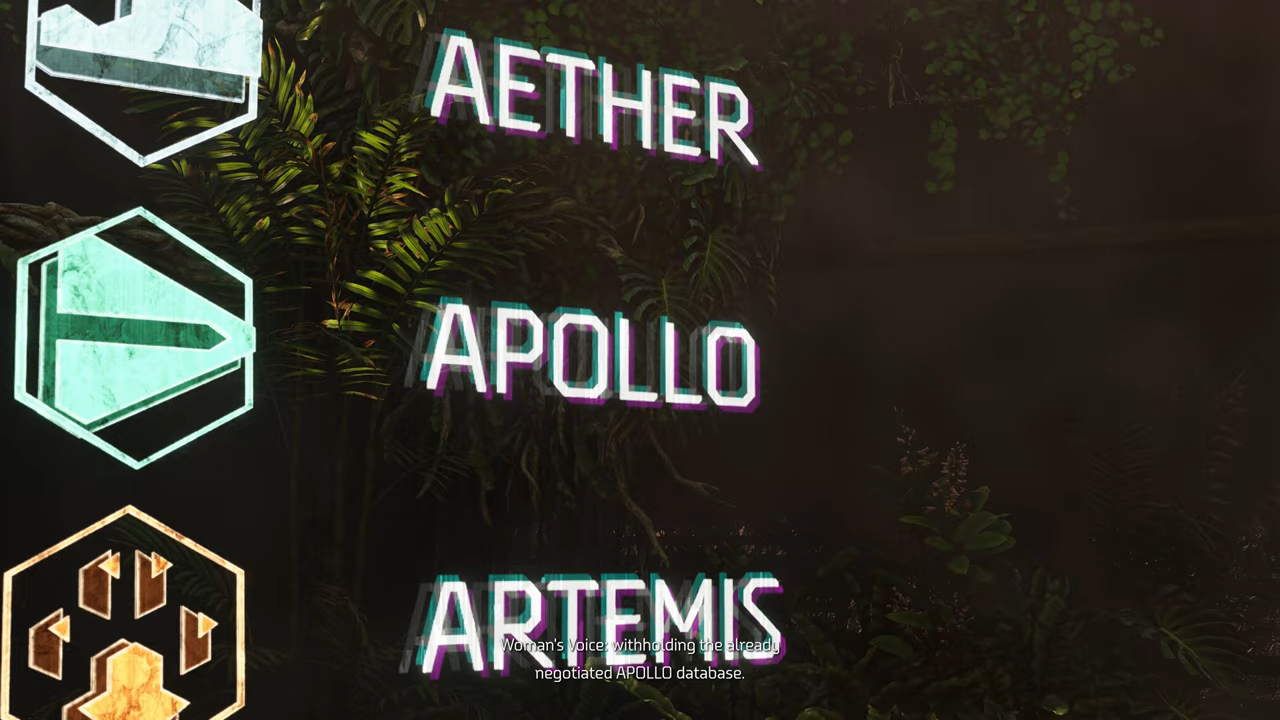 AETHER
APOLLO
ARTEMIS
Woman's Voice: withholding the already
negotiated APOLLO database.